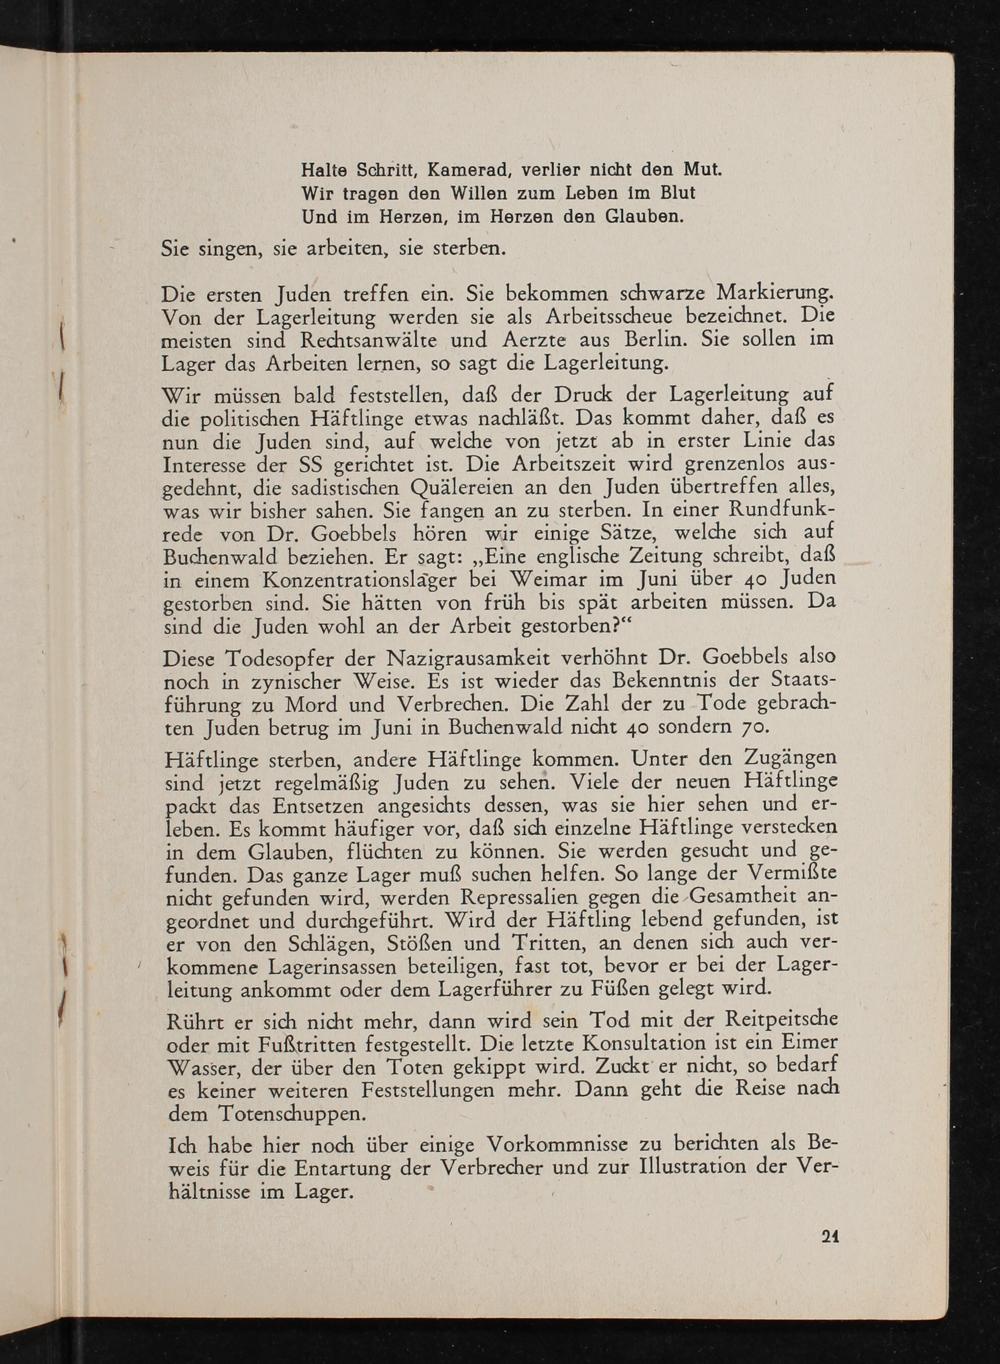 Halte Schritt, Kamerad, verlier nicht den Mut.
Wir tragen den Willen zum Leben im Blut
Und im Herzen, im Herzen den Glauben.
Sie singen, sie arbeiten, sie sterben.
Die ersten Juden treffen ein. Sie bekommen schwarze Markierung.
Von der Lagerleitung werden sie als Arbeitsscheue bezeichnet. Die
meisten sind Rechtsanwälte und Aerzte aus Berlin. Sie sollen im
Lager das Arbeiten lernen, so sagt die Lagerleitung.
Wir müssen bald feststellen, daß der Druck der Lagerleitung auf
die politischen Häftlinge etwas nachläßt. Das kommt daher, daß es
nun die Juden sind, auf welche von jetzt ab in erster Linie das
Interesse der SS gerichtet ist. Die Arbeitszeit wird grenzenlos aus-
gedehnt, die sadistischen Quälereien an den Juden übertreffen alles,
was wir bisher sahen. Sie fangen an zu sterben. In einer Rundfunk-
rede von Dr. Goebbels hören wir einige Sätze, welche sich auf
Buchenwald beziehen. Er sagt: „Eine englische Zeitung schreibt, daß
in einem Konzentrationslager bei Weimar im Juni über 40 Juden
gestorben sind. Sie hätten von früh bis spät arbeiten müssen. Da
sind die Juden wohl an der Arbeit gestorben?“
Diese Todesopfer der Nazigrausamkeit verhöhnt Dr. Goebbels also
noch in zynischer Weise. Es ist wieder das Bekenntnis der Staats-
führung zu Mord und Verbrechen. Die Zahl der zu Tode gebrach-
ten Juden betrug im Juni in Buchenwald nicht 40 sondern 70.
Häftlinge sterben, andere Häftlinge kommen. Unter den Zugängen
sind jetzt regelmäßig Juden zu sehen. Viele der neuen Häftlinge
packt das Entsetzen angesichts dessen, was sie hier sehen und er-
leben. Es kommt häufiger vor, daß sich einzelne Häftlinge verstecken
in dem Glauben, flüchten zu können. Sie werden gesucht und ge-
funden. Das ganze Lager muß suchen helfen. So lange der Vermißte
nicht gefunden wird, werden Repressalien gegen die Gesamtheit an-
geordnet und durchgeführt. Wird der Häftling lebend gefunden, ist
er von den Schlägen, Stößen und Tritten, an denen sich auch ver-
kommene Lagerinsassen beteiligen, fast tot, bevor er bei der Lager-
leitung ankommt oder dem Lagerführer zu Füßen gelegt wird.
Rührt er sich nicht mehr, dann wird sein Tod mit der Reitpeitsche
oder mit Fußtritten festgestellt. Die letzte Konsultation ist ein Eimer
Wasser, der über den Toten gekippt wird. Zuckt er nicht, so bedarf
es keiner weiteren Feststellungen mehr. Dann geht die Reise nach
dem Totenschuppen.
Ich habe hier noch über einige Vorkommnisse zu berichten als Be-
weis für die Entartung der Verbrecher und zur Illustration der Ver-
hältnisse im Lager.
21